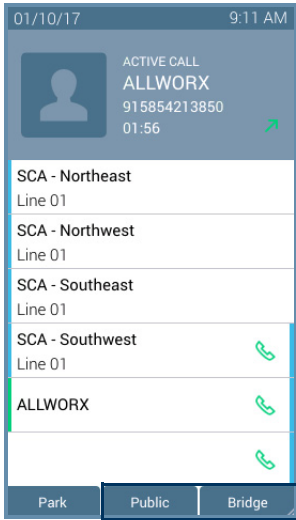 01/10/17 9:11 AM
ACTIVE CALL
ALLWORX
915854213850
01:56
SCA - Northeast
Line 01
SCA - Northwest
Line 01
SCA - Southeast
Line 01
SCA - Southwest
Line 01
ALLWORX
Park Public Bridge